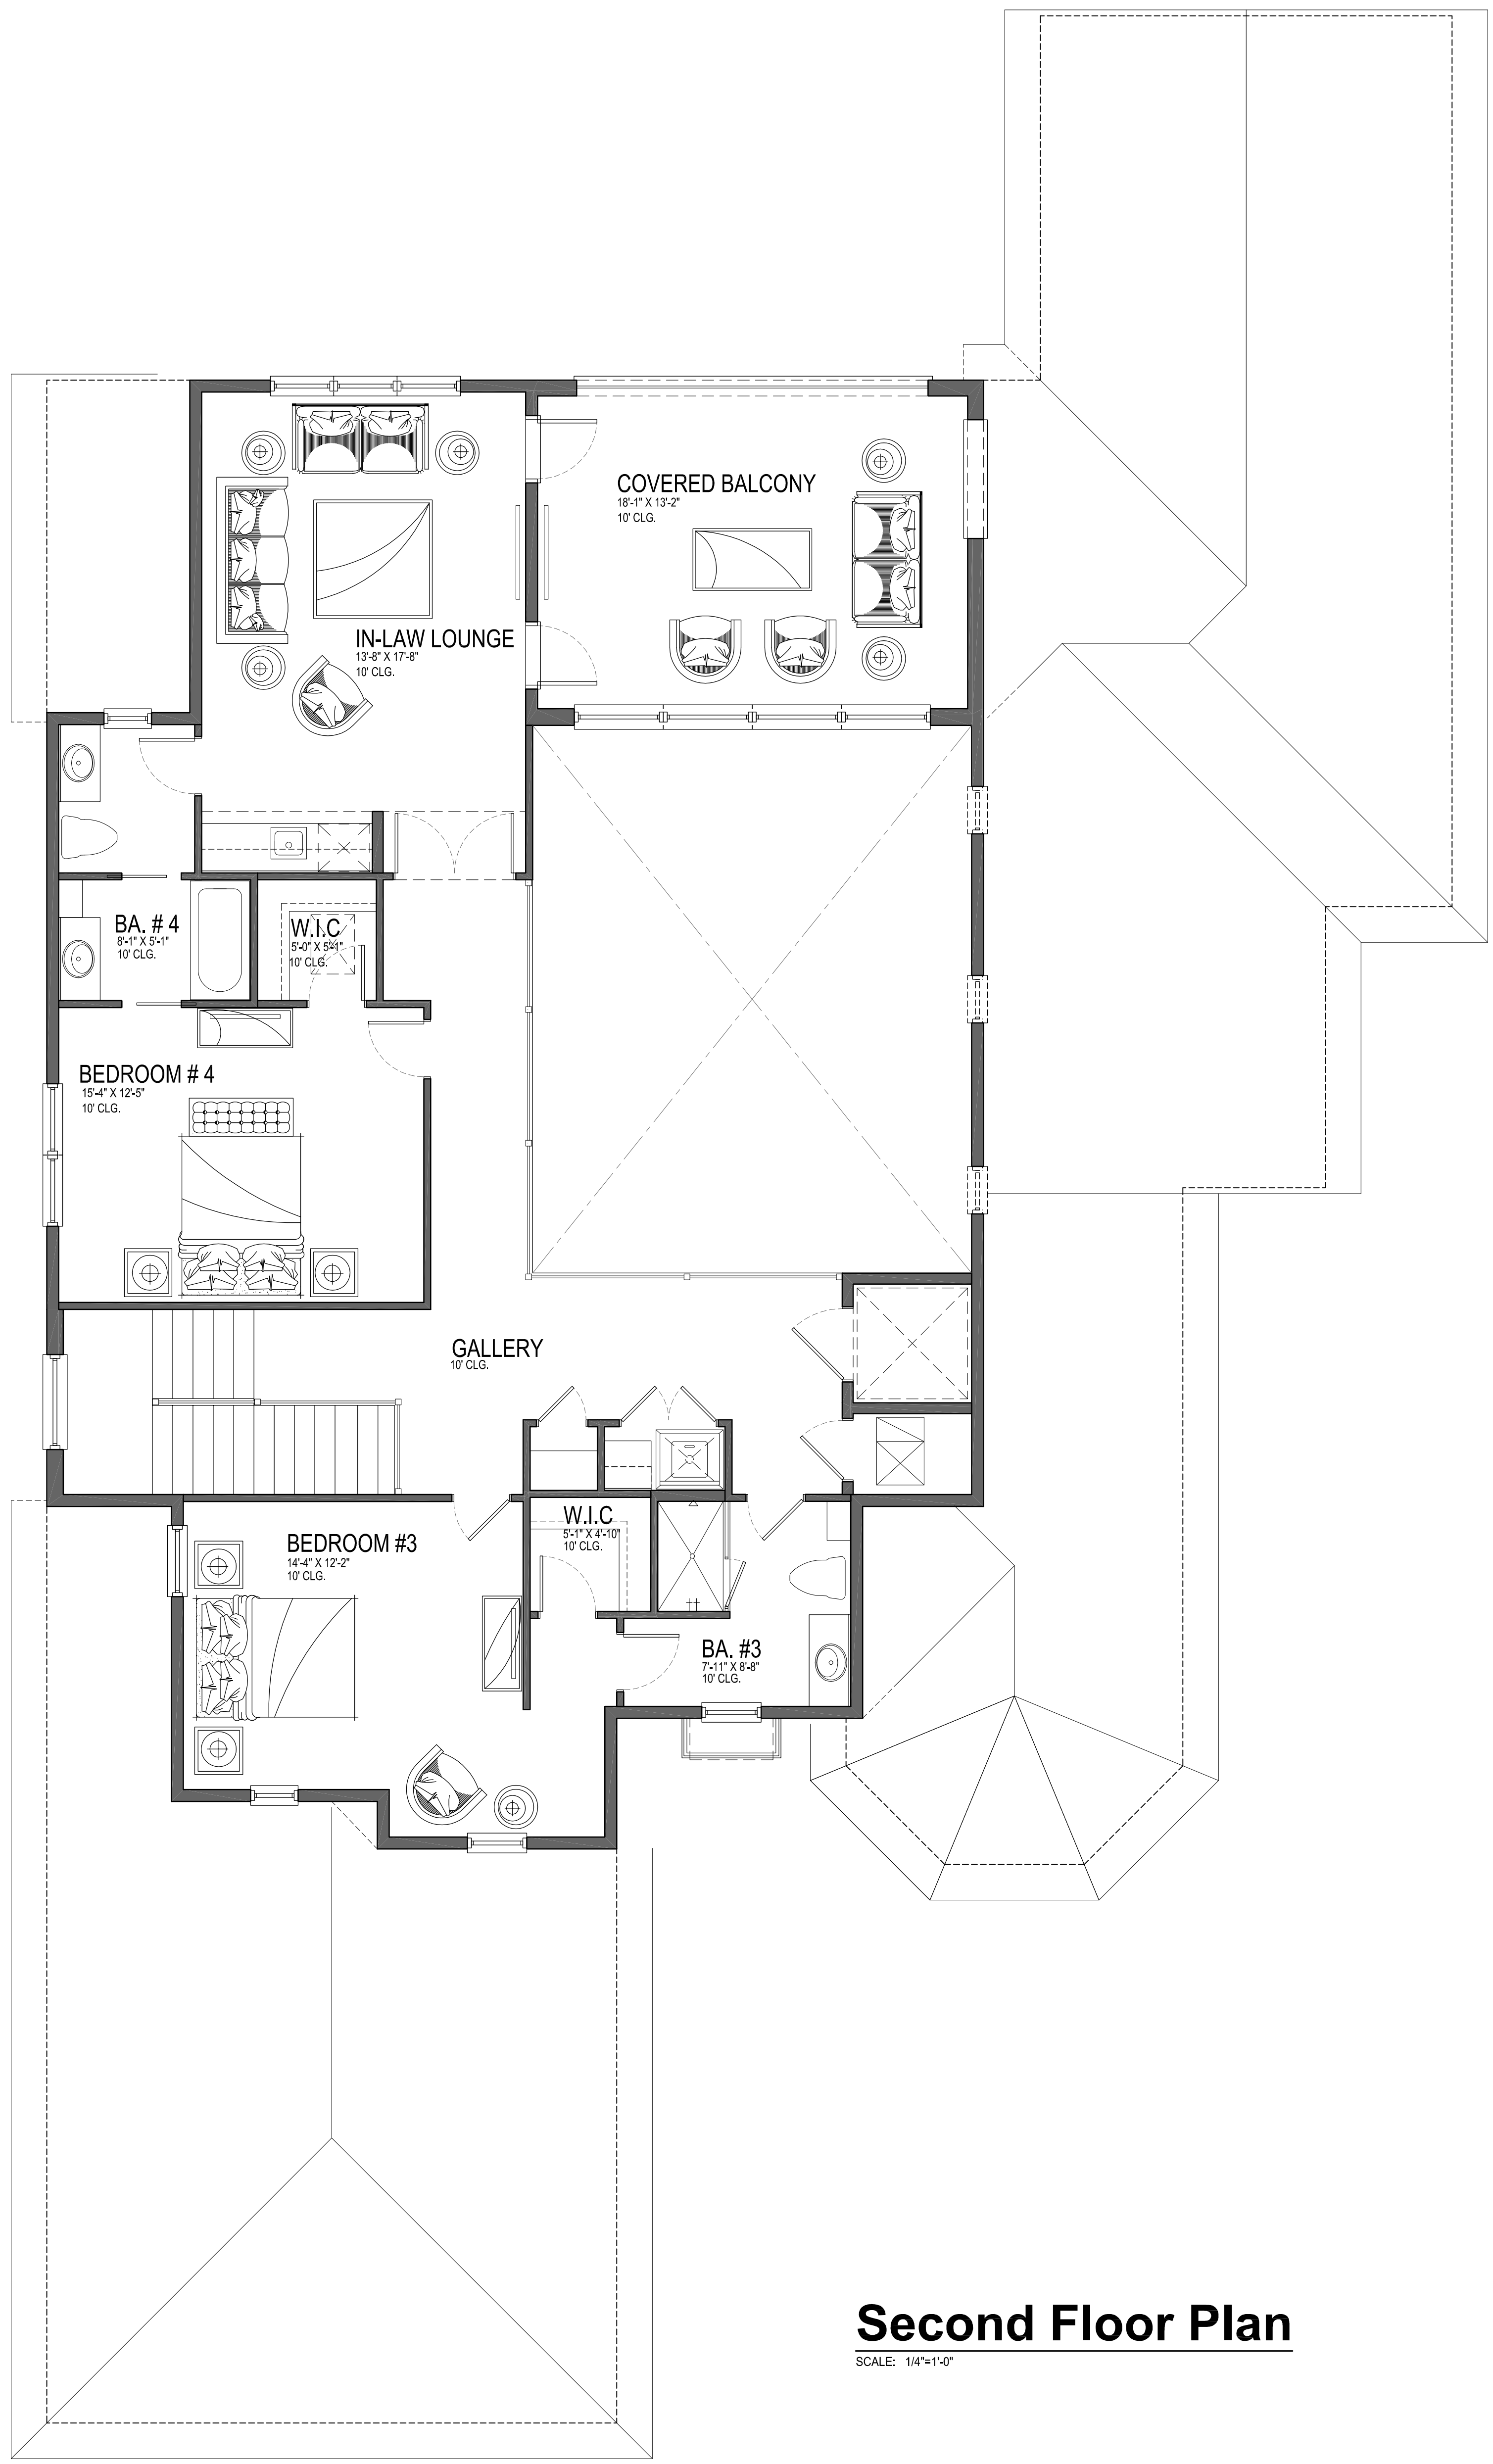 COVERED BALCONY
18'-1" X 13'-2"
10' CLG.
IN-LAW LOUNGE
13'-8" X 17'-8"
10' CLG.
BA. # 4
8'-1" X 5'-1"
10' CLG.
W.I.C
5'-0" X 5'-1"
10' CLG.
BEDROOM # 4
15'-4" X 12'-5"
10' CLG.
GALLERY
10' CLG.
W.I.C
5'-1" X 4'-10"
10' CLG.
BEDROOM #3
14'-4" X 12'-2"
10' CLG.
BA. #3
7'-11" X 8'-8"
10' CLG.
Second Floor Plan
SCALE: 1/4"=1'-0"